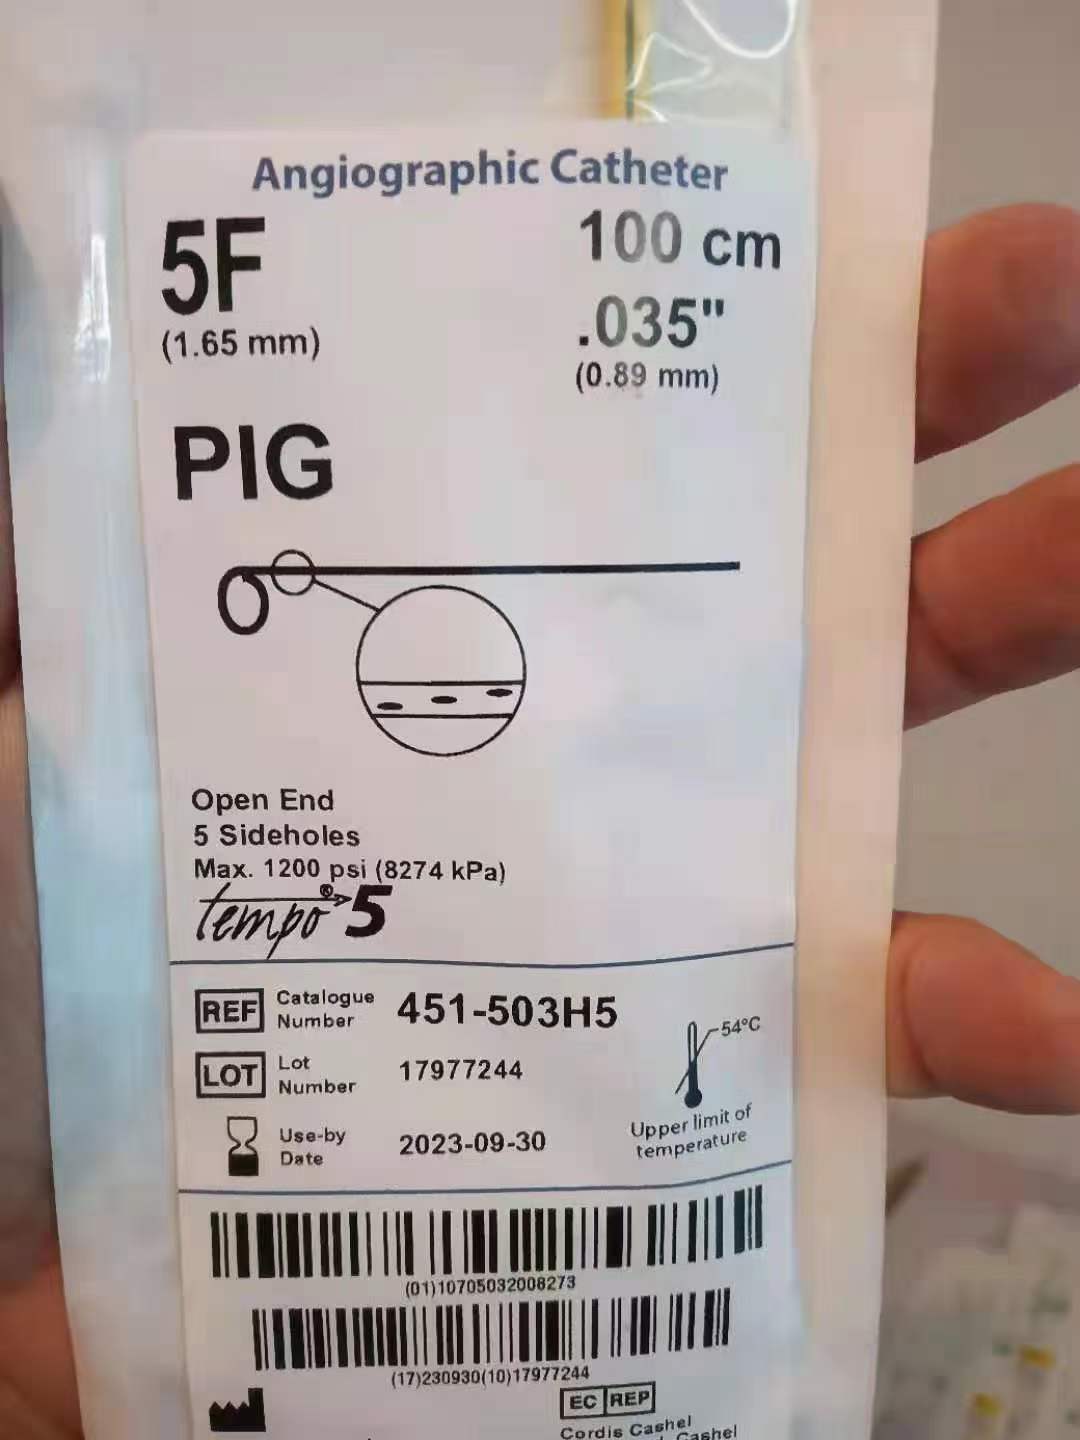 Angiographic Catheter
5F
(1.65 mm)
100 cm
.035"
(0.89 mm)
PIG
Open End
5 Sideholes
Max. 1200 psi (8274 kPa)
tempo® 5
REF Catalogue Number 451-503H5
LOT Lot Number 17977244
Use-by Date 2023-09-30
54°C
Upper limit of
temperature
(01)10705032008273
(17)230930(10)17977244
EC REP
Cordis Cashel
Cashel